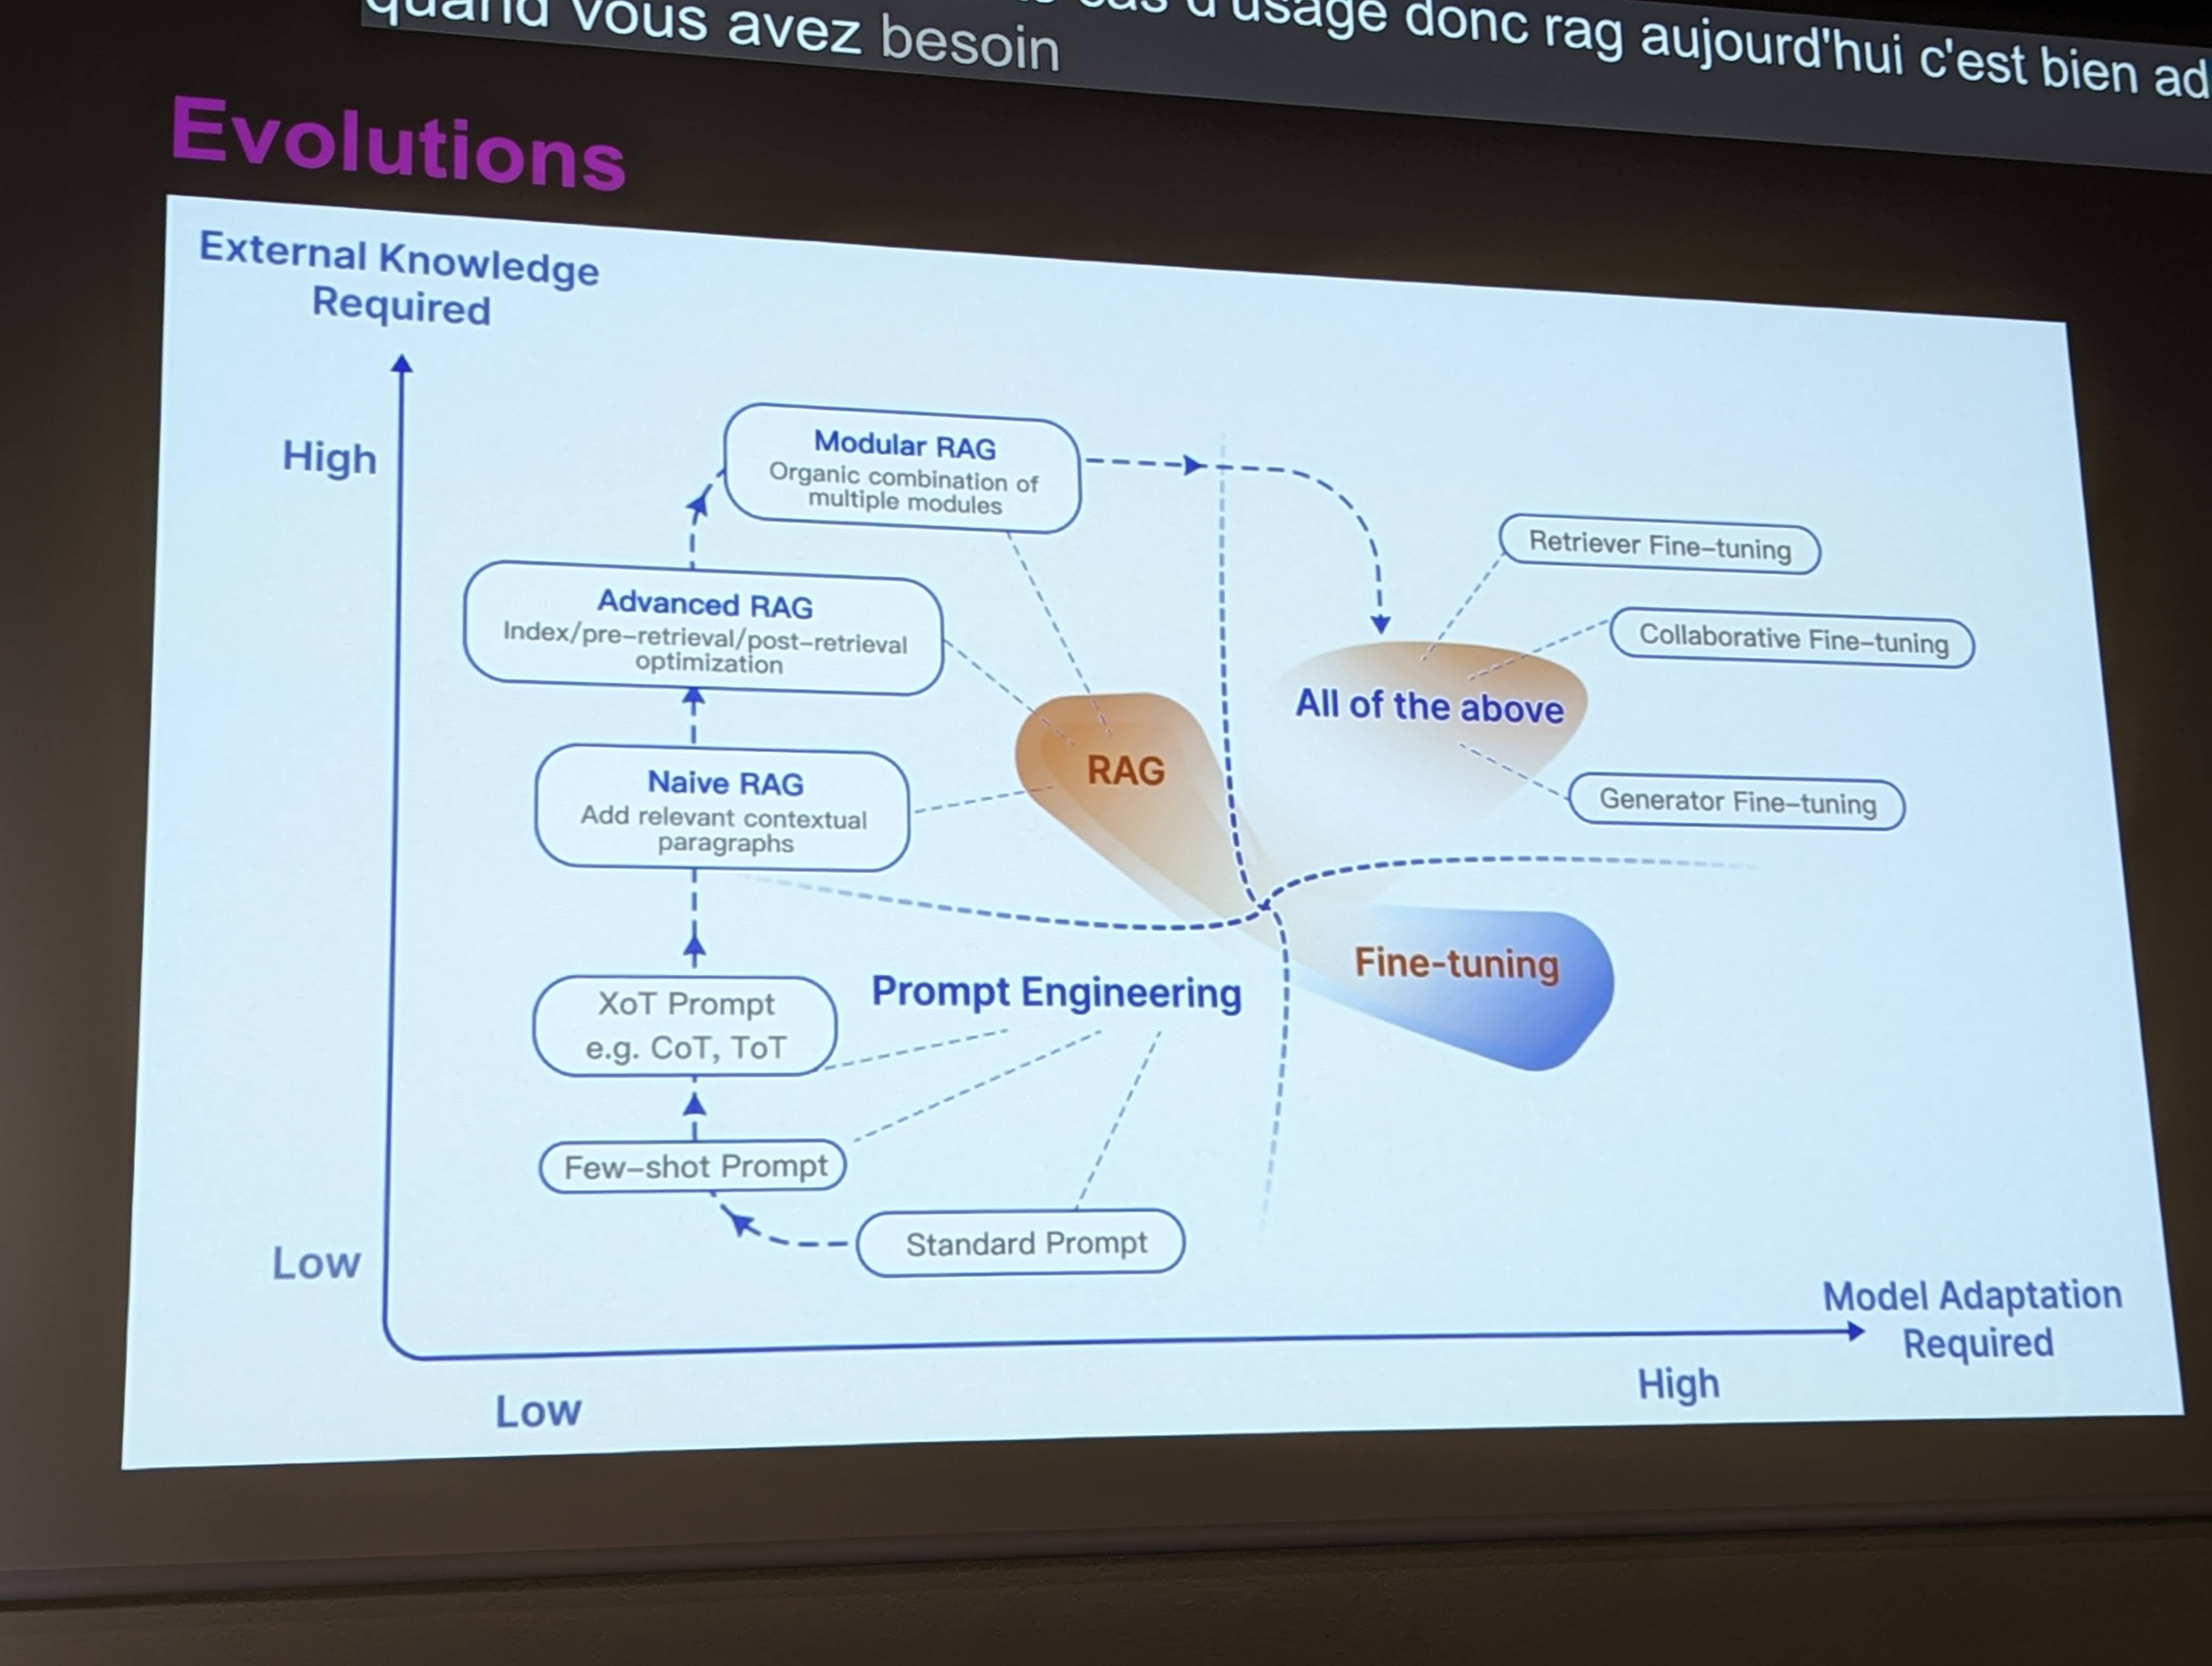 cas d'usage donc rag aujourd'hui c'est bien
quand vous avez besoin
Evolutions
External Knowledge
Required
High
Modular RAG
Organic combination of
multiple modules
Retriever Fine-tuning
Advanced RAG
Index/pre-retrieval/post-retrieval
optimization
Collaborative Fine-tuning
All of the above
RAG
Naive RAG
Add relevant contextual
paragraphs
Generator Fine-tuning
Fine-tuning
Prompt Engineering
XoT Prompt
e.g. CoT, ToT
Few-shot Prompt
Standard Prompt
Low
Model Adaptation
Required
High
Low